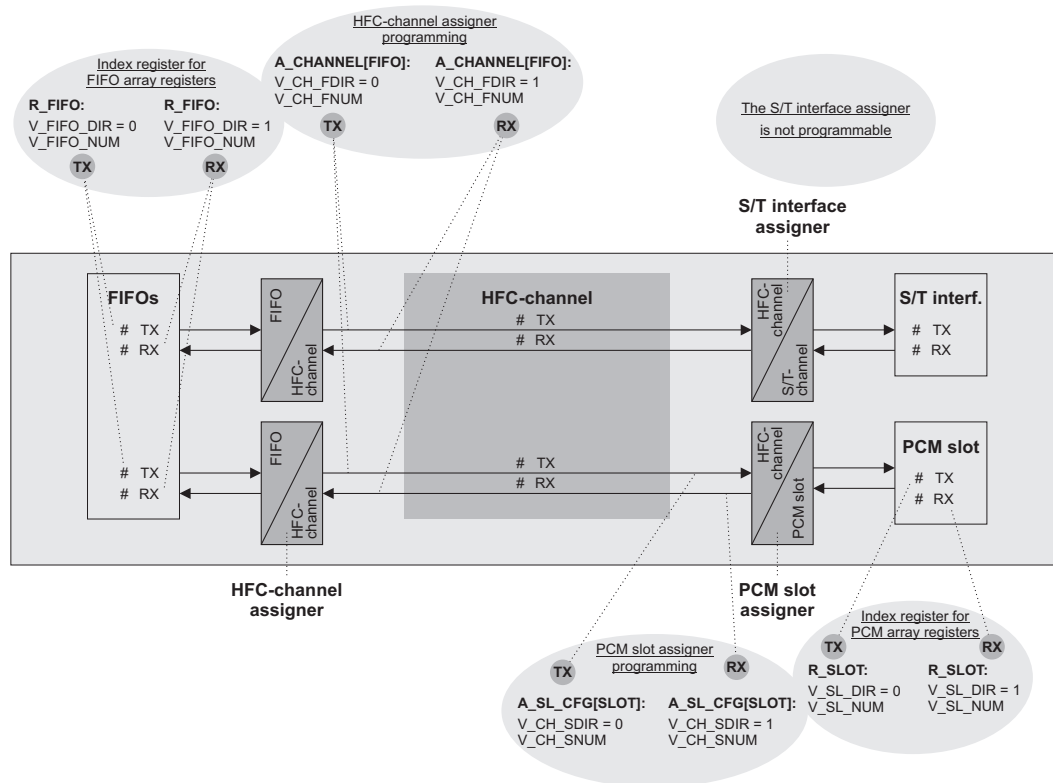 HFC-channel assigner
programming
A_CHANNEL[FIFO]:
V_CH_FDIR = 0
V_CH_FNUM
TX
A_CHANNEL[FIFO]:
V_CH_FDIR = 1
V_CH_FNUM
RX
Index register for
FIFO array registers
R_FIFO:
V_FIFO_DIR = 0
V_FIFO_NUM
TX
R_FIFO:
V_FIFO_DIR = 1
V_FIFO_NUM
RX
The S/T interface assigner
is not programmable
S/T interface
assigner
FIFOs
# TX
# RX
# TX
# RX
FIFO
HFC-
channel
FIFO
HFC-
channel
HFC-channel
# TX
# RX
# TX
# RX
HFC-
channel
S/T-
channel
HFC-
channel
PCM slot
S/T interf.
# TX
# RX
PCM slot
# TX
# RX
HFC-channel
assigner
PCM slot
assigner
PCM slot assigner
programming
TX
A_SL_CFG[SLOT]:
V_CH_SDIR = 0
V_CH_SNUM
RX
A_SL_CFG[SLOT]:
V_CH_SDIR = 1
V_CH_SNUM
Index register for
PCM array registers
TX
R_SLOT:
V_SL_DIR = 0
V_SL_NUM
RX
R_SLOT:
V_SL_DIR = 1
V_SL_NUM